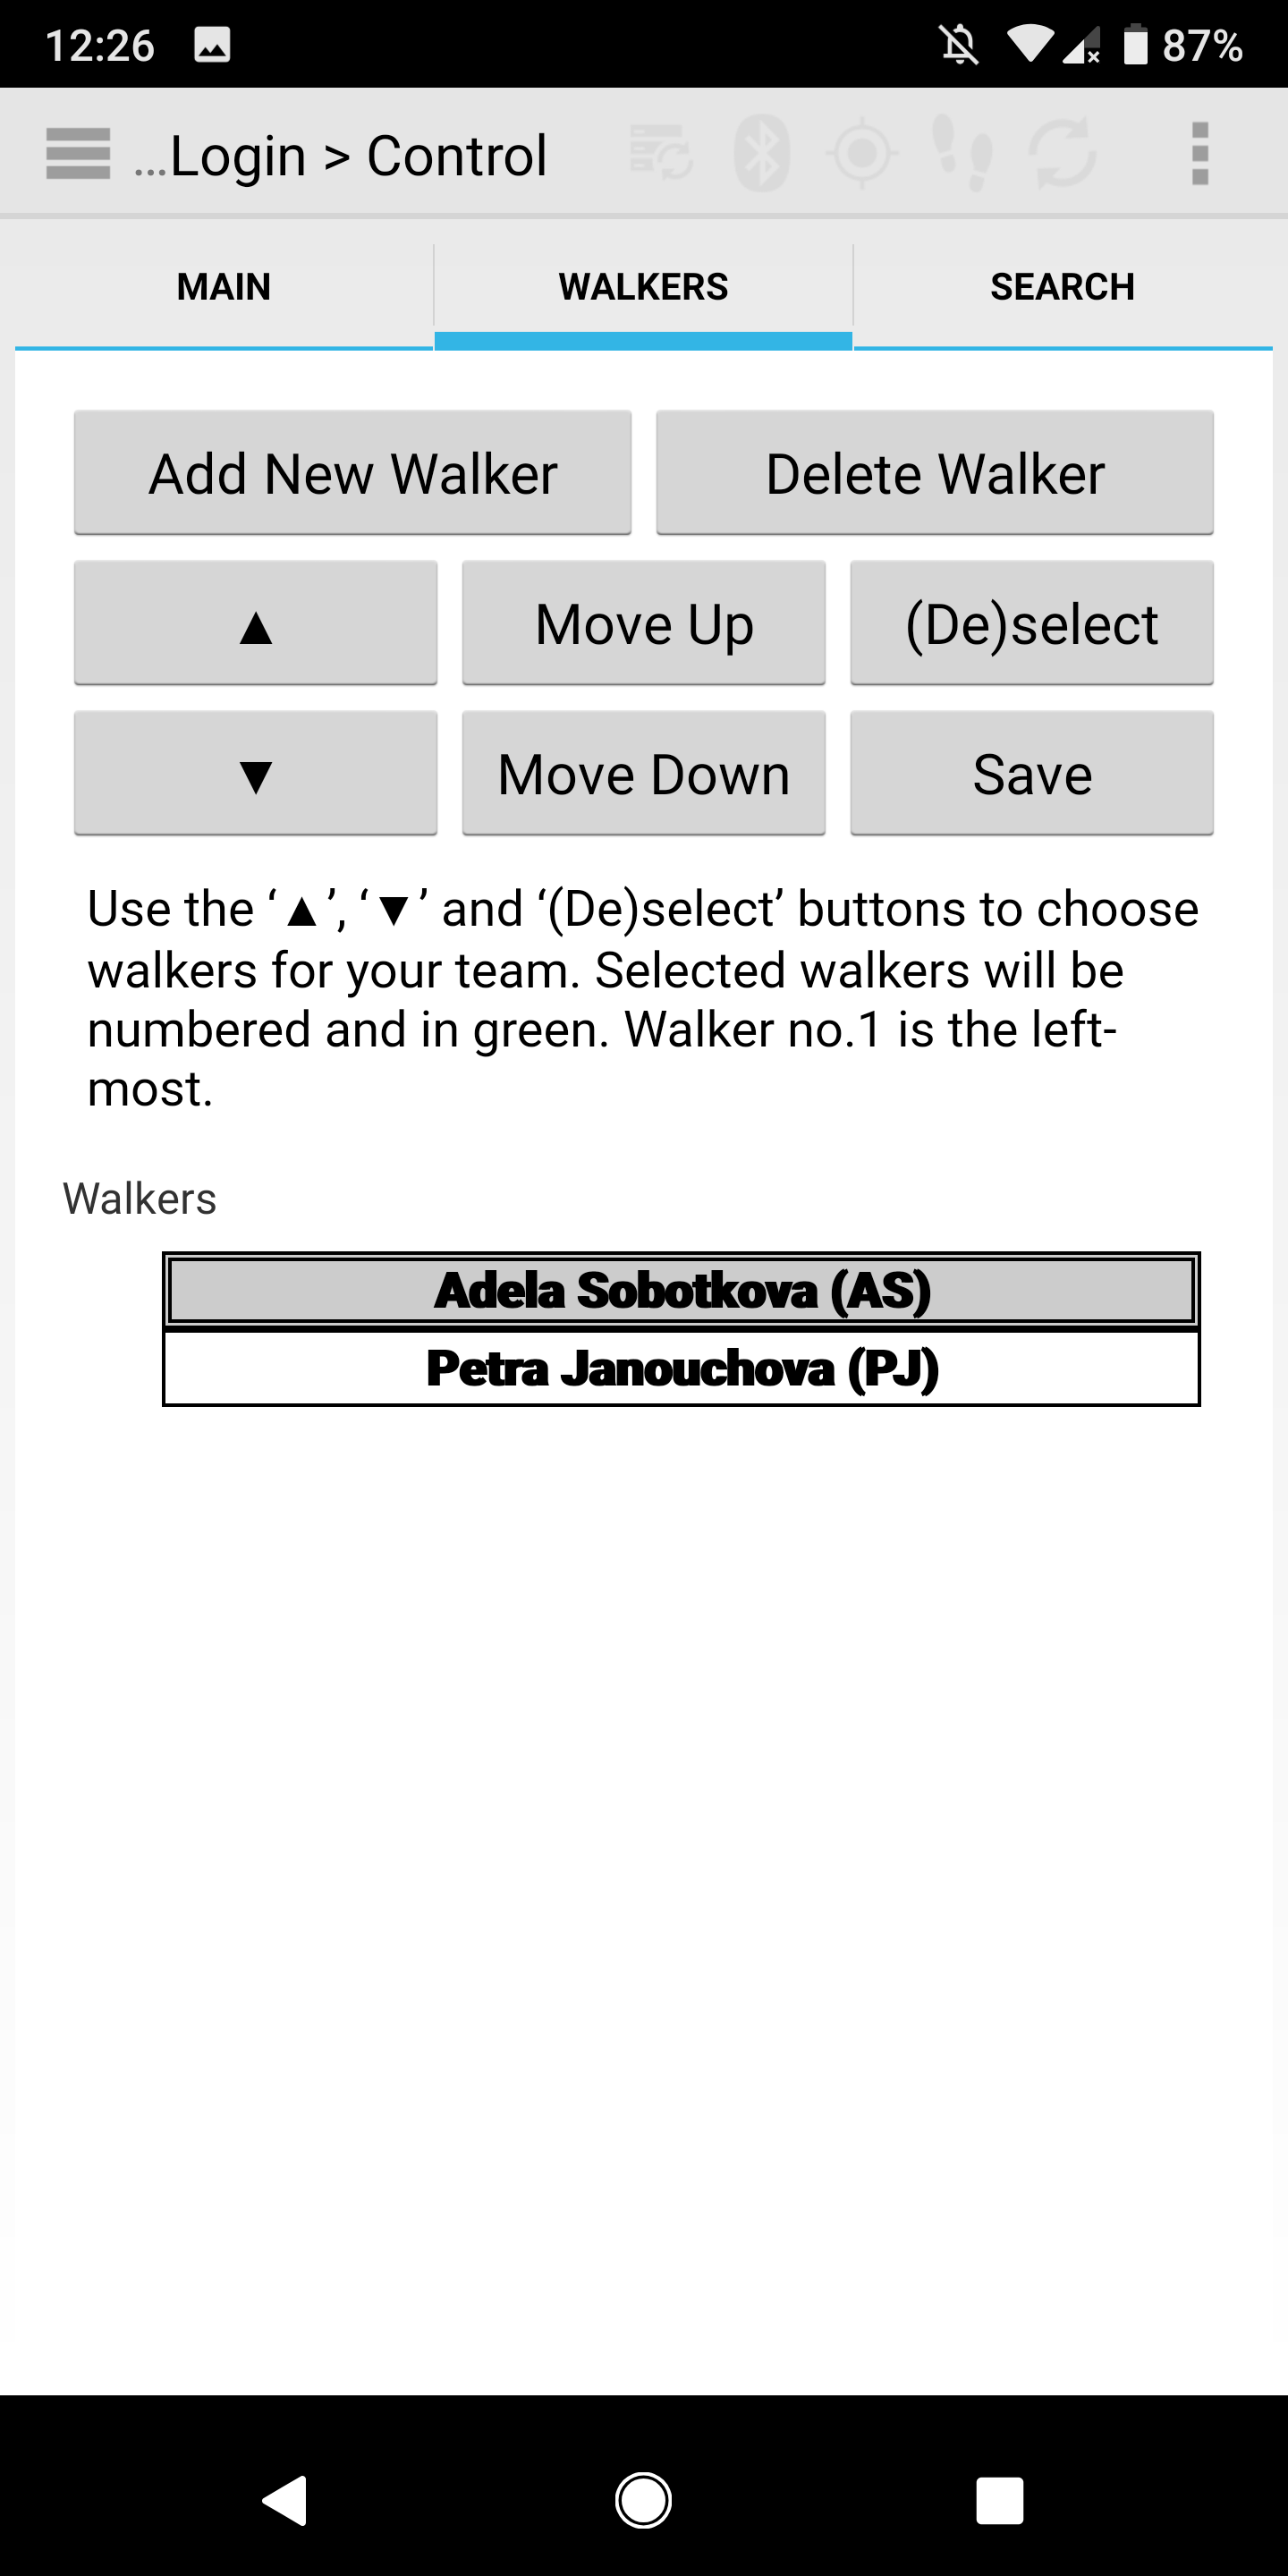 12:26 87%
...Login > Control
MAIN WALKERS SEARCH
Add New Walker Delete Walker
▲ Move Up (De)select
▼ Move Down Save
Use the ‘▲’, ‘▼’ and ‘(De)select’ buttons to choose
walkers for your team. Selected walkers will be
numbered and in green. Walker no.1 is the left-
most.
Walkers
Adela Sobotkova (AS)
Petra Janouchova (PJ)